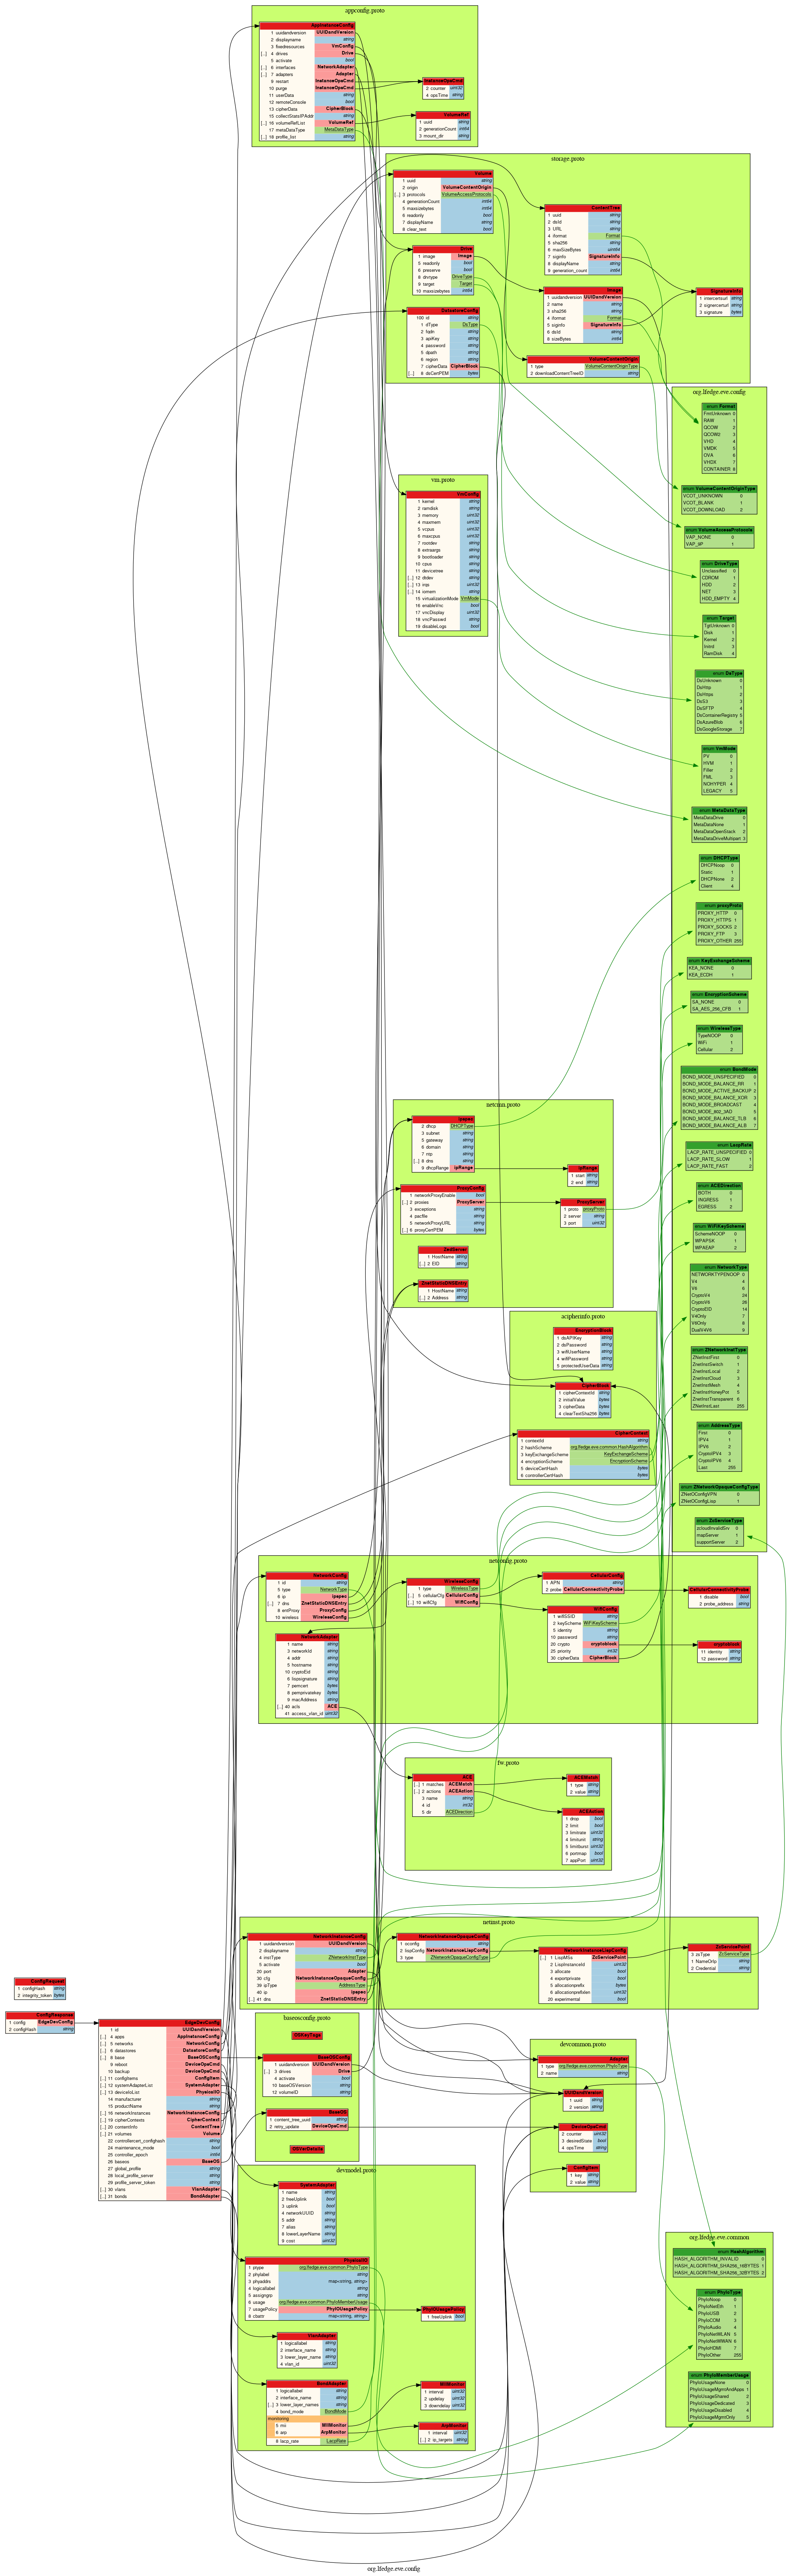 appconfig.proto
AppInstanceConfig
1 uuidandversion UUIDandVersion
2 displayname string
3 fixedresources VmConfig
[...] 4 drives Drive
5 activate bool
[...] 6 interfaces NetworkAdapter
[...] 7 adapters Adapter
9 restart InstanceOpsCmd
10 purge InstanceOpsCmd
11 userData string
12 remoteConsole bool
13 cipherData CipherBlock
15 collectStatsIPAddr string
[...] 16 volumeRefList VolumeRef
17 metaDataType MetaDataType
[...] 18 profile_list string
InstanceOpsCmd
2 counter uint32
4 opsTime string
VolumeRef
1 uuid string
2 generationCount int64
3 mount_dir string
storage.proto
Volume
1 uuid string
2 origin VolumeContentOrigin
[...] 3 protocols VolumeAccessProtocols
4 generationCount int64
5 maxsizebytes int64
6 readonly bool
7 displayName string
8 clear_text bool
Drive
1 image Image
5 readonly bool
6 preserve bool
8 drvtype DriveType
9 target Target
10 maxsizebytes int64
DatastoreConfig
100 id string
1 dType DsType
2 fqdn string
3 apiKey string
4 password string
5 dpath string
6 region string
7 cipherData CipherBlock
[...] 8 dsCertPEM bytes
ContentTree
1 uuid string
2 dsId string
3 URL string
4 iformat Format
5 sha256 string
6 maxSizeBytes uint64
7 siginfo SignatureInfo
8 displayName string
9 generation_count int64
Image
1 uuidandversion UUIDandVersion
2 name string
3 sha256 string
4 iformat Format
5 siginfo SignatureInfo
6 dsId string
8 sizeBytes int64
SignatureInfo
1 intercertsurl string
2 signercerturl string
3 signature bytes
VolumeContentOrigin
1 type VolumeContentOriginType
2 downloadContentTreeID string
org.lfedge.eve.config
enum Format
FmtUnknown 0
RAW 1
QCOW 2
QCOW2 3
VHD 4
VMDK 5
OVA 6
VHDX 7
CONTAINER 8
enum VolumeContentOriginType
VCOT_UNKNOWN 0
VCOT_BLANK 1
VCOT_DOWNLOAD 2
enum VolumeAccessProtocols
VAP_NONE 0
VAP_9P 1
enum DriveType
Unclassified 0
CDROM 1
HDD 2
NET 3
HDD_EMPTY 4
enum Target
TgtUnknown 0
Disk 1
Kernel 2
Initrd 3
RamDisk 4
enum DsType
DsUnknown 0
DsHttp 1
DsHttps 2
DsS3 3
DsSFTP 4
DsContainerRegistry 5
DsAzureBlob 6
DsGoogleStorage 7
enum VmMode
PV 0
HVM 1
Filler 2
FML 3
NOHYPER 4
LEGACY 5
enum MetaDataType
MetaDataDrive 0
MetaDataNone 1
MetaDataOpenStack 2
MetaDataDriveMultipart 3
enum DHCPType
DHCPNoop 0
Static 1
DHCPNone 2
Client 4
enum proxyProto
PROXY_HTTP 0
PROXY_HTTPS 1
PROXY_SOCKS 2
PROXY_FTP 3
PROXY_OTHER 255
enum KeyExchangeScheme
KEA_NONE 0
KEA_ECDH 1
enum EncryptionScheme
SA_NONE 0
SA_AES_256_CFB 1
enum WirelessType
TypeNOOP 0
WiFi 1
Cellular 2
enum BondMode
BOND_MODE_UNSPECIFIED 0
BOND_MODE_BALANCE_RR 1
BOND_MODE_ACTIVE_BACKUP 2
BOND_MODE_BALANCE_XOR 3
BOND_MODE_BROADCAST 4
BOND_MODE_802_3AD 5
BOND_MODE_BALANCE_TLB 6
BOND_MODE_BALANCE_ALB 7
enum LacpRate
LACP_RATE_UNSPECIFIED 0
LACP_RATE_SLOW 1
LACP_RATE_FAST 2
enum ACEDirection
BOTH 0
INGRESS 1
EGRESS 2
enum WiFiKeyScheme
SchemeNOOP 0
WPAPSK 1
WPAEAP 2
enum NetworkType
NETWORKTYPENOOP 0
V4 4
V6 6
CryptoV4 24
CryptoV6 26
CryptoEID 14
V4Only 7
V6Only 8
DualV4V6 9
enum ZNetworkInstType
ZNetInstFirst 0
ZnetInstSwitch 1
ZnetInstLocal 2
ZnetInstCloud 3
ZnetInstMesh 4
ZnetInstHoneyPot 5
ZnetInstTransparent 6
ZNetInstLast 255
enum AddressType
First 0
IPV4 1
IPV6 2
CryptoIPV4 3
CryptoIPV6 4
Last 255
enum ZNetworkOpaqueConfigType
ZNetOConfigVPN 0
ZNetOConfigLisp 1
enum ZcServiceType
zcloudInvalidSrv 0
mapServer 1
supportServer 2
vm.proto
VmConfig
1 kernel string
2 ramdisk string
3 memory uint32
4 maxmem uint32
5 vcpus uint32
6 maxcpus uint32
7 rootdev string
8 extraargs string
9 bootloader string
10 cpus string
11 devicetree string
[...] 12 dtdev string
[...] 13 irqs uint32
[...] 14 iomem string
15 virtualizationMode VmMode
16 enableVnc bool
17 vncDisplay uint32
18 vncPasswd string
19 disableLogs bool
netcmn.proto
ipspec
2 dhcp DHCPType
3 subnet string
5 gateway string
6 domain string
7 ntp string
[...] 8 dns string
9 dhcpRange ipRange
ipRange
1 start string
2 end string
ProxyConfig
1 networkProxyEnable bool
[...] 2 proxies ProxyServer
3 exceptions string
4 pacfile string
5 networkProxyURL string
[...] 6 proxyCertPEM bytes
ProxyServer
1 proto proxyProto
2 server string
3 port uint32
ZedServer
1 HostName string
[...] 2 EID string
ZnetStaticDNSEntry
1 HostName string
[...] 2 Address string
acipherinfo.proto
EncryptionBlock
1 dsAPIKey string
2 dsPassword string
3 wifiUserName string
4 wifiPassword string
5 protectedUserData string
CipherBlock
1 cipherContextId string
2 initialValue bytes
3 cipherData bytes
4 clearTextSha256 bytes
CipherContext
1 contextId string
2 hashScheme org.lfedge.eve.common.HashAlgorithm
3 keyExchangeScheme KeyExchangeScheme
4 encryptionScheme EncryptionScheme
5 deviceCertHash bytes
6 controllerCertHash bytes
netconfig.proto
NetworkConfig
1 id string
5 type NetworkType
6 ip ipspec
[...] 7 dns ZnetStaticDNSEntry
8 entProxy ProxyConfig
10 wireless WirelessConfig
WirelessConfig
1 type WirelessType
[...] 5 cellularCfg CellularConfig
[...] 10 wifiCfg WifiConfig
CellularConfig
1 APN string
2 probe CellularConnectivityProbe
CellularConnectivityProbe
1 disable bool
2 probe_address string
WifiConfig
1 wifiSSID string
2 keyScheme WiFiKeyScheme
5 identity string
10 password string
20 crypto cryptoblock
25 priority int32
30 cipherData CipherBlock
cryptoblock
11 identity string
12 password string
NetworkAdapter
1 name string
3 networkId string
4 addr string
5 hostname string
10 cryptoEid string
6 lispsignature string
7 pemcert bytes
8 pemprivatekey bytes
9 macAddress string
[...] 40 acls ACE
41 access_vlan_id uint32
fw.proto
ACE
[...] 1 matches ACEMatch
[...] 2 actions ACEAction
3 name string
4 id int32
5 dir ACEDirection
ACEMatch
1 type string
2 value string
ACEAction
1 drop bool
2 limit bool
3 limitrate uint32
4 limitunit string
5 limitburst uint32
6 portmap bool
7 appPort uint32
netinst.proto
NetworkInstanceConfig
1 uuidandversion UUIDandVersion
2 displayname string
4 instType ZNetworkInstType
5 activate bool
20 port Adapter
30 cfg NetworkInstanceOpaqueConfig
39 ipType AddressType
40 ip ipspec
[...] 41 dns ZnetStaticDNSEntry
NetworkInstanceOpaqueConfig
1 oconfig string
2 lispConfig NetworkInstanceLispConfig
3 type ZNetworkOpaqueConfigType
NetworkInstanceLispConfig
[...] 1 LispMSs ZcServicePoint
2 LispInstanceId uint32
3 allocate bool
4 exportprivate bool
5 allocationprefix bytes
6 allocationprefixlen uint32
20 experimental bool
ZcServicePoint
3 zsType ZcServiceType
1 NameOrIp string
2 Credential string
ConfigRequest
1 configHash string
2 integrity_token bytes
ConfigResponse
1 config EdgeDevConfig
2 configHash string
EdgeDevConfig
1 id UUIDandVersion
[...] 4 apps AppInstanceConfig
[...] 5 networks NetworkConfig
[...] 6 datastores DatastoreConfig
[...] 8 base BaseOSConfig
9 reboot DeviceOpsCmd
10 backup DeviceOpsCmd
[...] 11 configItems ConfigItem
[...] 12 systemAdapterList SystemAdapter
[...] 13 deviceIoList PhysicalIO
14 manufacturer string
15 productName string
[...] 16 networkInstances NetworkInstanceConfig
[...] 19 cipherContexts CipherContext
[...] 20 contentInfo ContentTree
[...] 21 volumes Volume
22 controllercert_confighash string
24 maintenance_mode bool
25 controller_epoch int64
26 baseos BaseOS
27 global_profile string
28 local_profile_server string
29 profile_server_token string
[...] 30 vlans VlanAdapter
[...] 31 bonds BondAdapter
baseosconfig.proto
OSKeyTags
BaseOSConfig
1 uuidandversion UUIDandVersion
[...] 3 drives Drive
4 activate bool
10 baseOSVersion string
12 volumeID string
BaseOS
1 content_tree_uuid string
2 retry_update DeviceOpsCmd
OSVerDetails
devcommon.proto
Adapter
1 type org.lfedge.eve.common.PhyIoType
2 name string
UUIDandVersion
1 uuid string
2 version string
DeviceOpsCmd
2 counter uint32
3 desiredState bool
4 opsTime string
ConfigItem
1 key string
2 value string
devmodel.proto
SystemAdapter
1 name string
2 freeUplink bool
3 uplink bool
4 networkUUID string
5 addr string
7 alias string
8 lowerLayerName string
9 cost uint32
PhysicalIO
1 ptype org.lfedge.eve.common.PhyIoType
2 phylabel string
3 phyaddrs map&lt;string, string&gt;
4 logicallabel string
5 assigngrp string
6 usage org.lfedge.eve.common.PhyIoMemberUsage
7 usagePolicy PhyIOUsagePolicy
8 cbattr map&lt;string, string&gt;
PhyIOUsagePolicy
1 freeUplink bool
VlanAdapter
1 logicallabel string
2 interface_name string
3 lower_layer_name string
4 vlan_id uint32
BondAdapter
1 logicallabel string
2 interface_name string
[...] 3 lower_layer_names string
4 bond_mode BondMode
monitoring
5 mii MIIMonitor
6 arp ArpMonitor
8 lacp_rate LacpRate
MIIMonitor
1 interval uint32
2 updelay uint32
3 downdelay uint32
ArpMonitor
1 interval uint32
[...] 2 ip_targets string
org.lfedge.eve.common
enum HashAlgorithm
HASH_ALGORITHM_INVALID 0
HASH_ALGORITHM_SHA256_16BYTES 1
HASH_ALGORITHM_SHA256_32BYTES 2
enum PhyIoType
PhyIoNoop 0
PhyIoNetEth 1
PhyIoUSB 2
PhyIoCOM 3
PhyIoAudio 4
PhyIoNetWLAN 5
PhyIoNetWWAN 6
PhyIoHDMI 7
PhyIoOther 255
enum PhyIoMemberUsage
PhyIoUsageNone 0
PhyIoUsageMgmtAndApps 1
PhyIoUsageShared 2
PhyIoUsageDedicated 3
PhyIoUsageDisabled 4
PhyIoUsageMgmtOnly 5
org.lfedge.eve.config